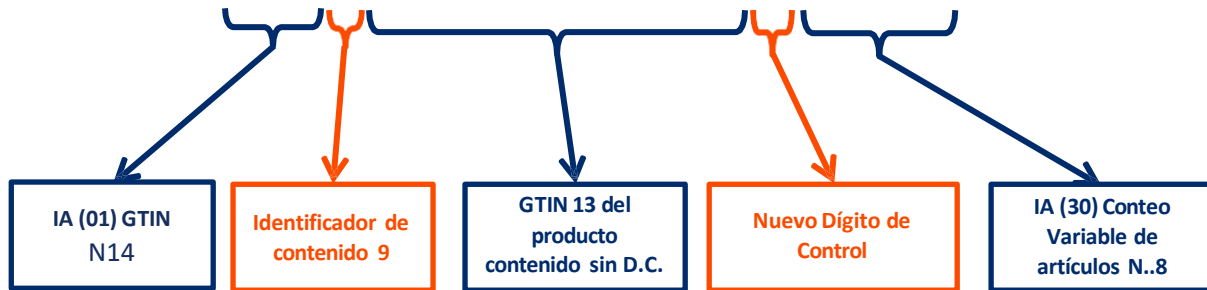 IA (01) GTIN
N14
Identificador de
contenido 9
GTIN 13 del
producto
contenido sin D.C.
Nuevo Dígito de
Control
IA (30) Conteo
Variable de
artículos N..8